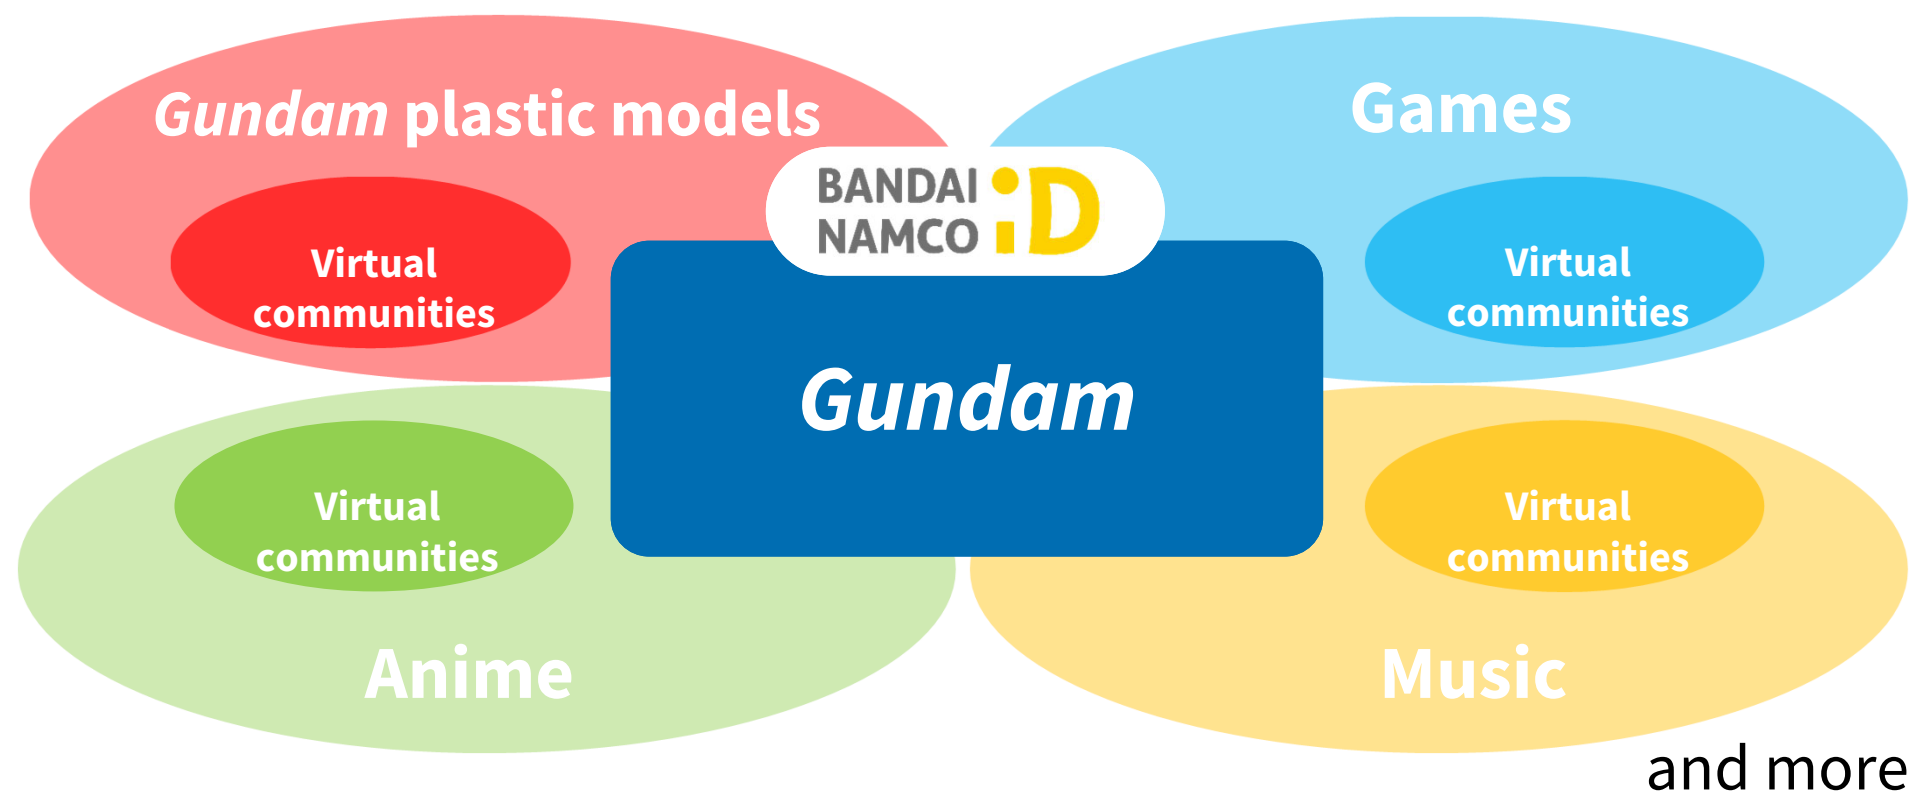 Gundam plastic models
Games
BANDAI
NAMCO iD
Virtual
communities
Virtual
communities
Gundam
Virtual
communities
Virtual
communities
Anime
Music
and more